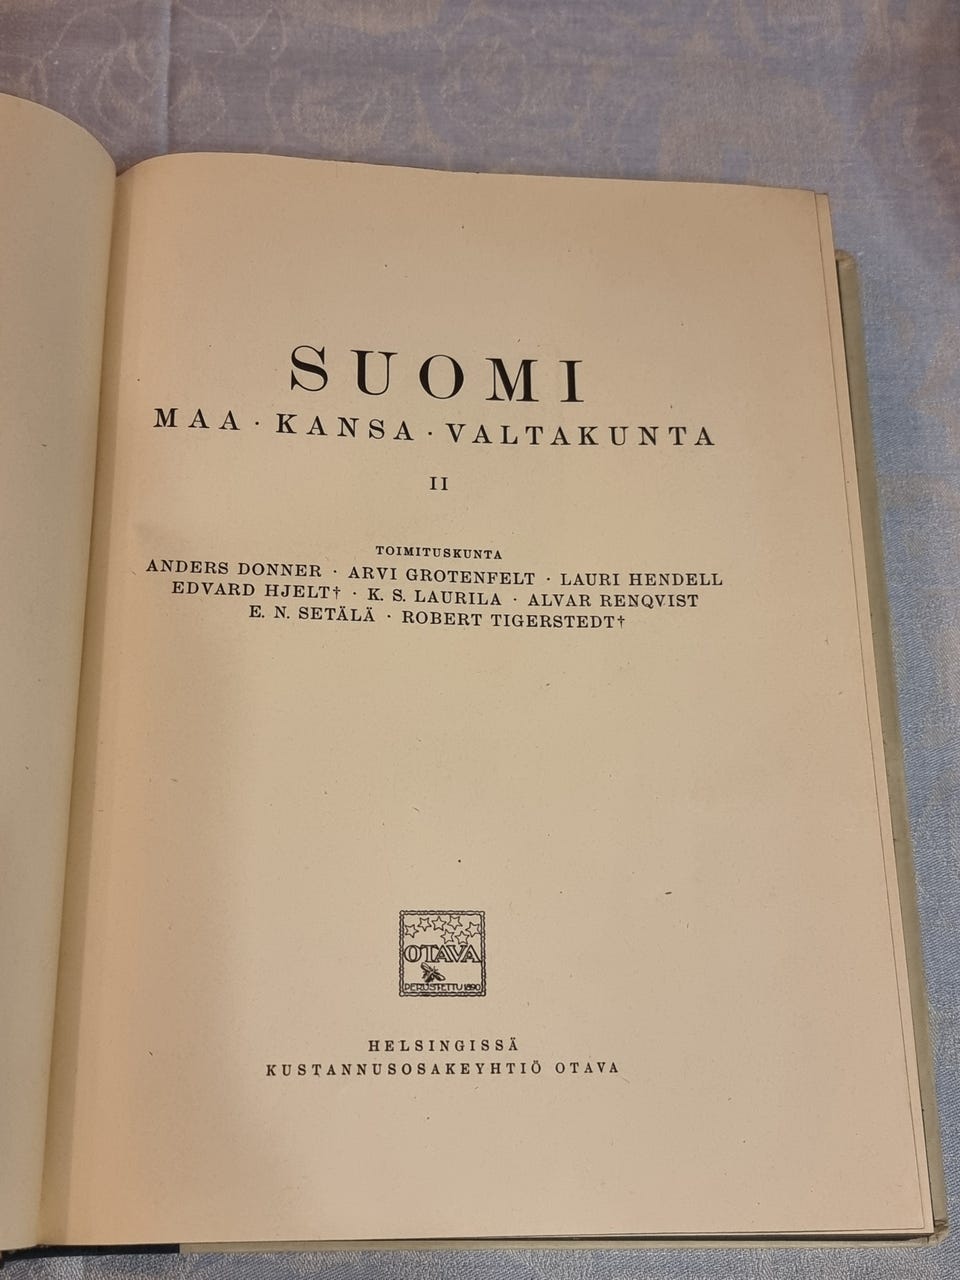 SUOMI
MAA · KANSA · VALTAKUNTA
II
TOIMITUSKUNTA
ANDERS DONNER · ARVI GROTENFELT · LAURI HENDELL
EDVARD HJELT† · K. S. LAURILA · ALVAR RENQVIST
E. N. SETÄLÄ · ROBERT TIGERSTEDT†
OTAVA
PERUSTETTU 1890
HELSINGISSÄ
KUSTANNUSOSAKEYHTIÖ OTAVA